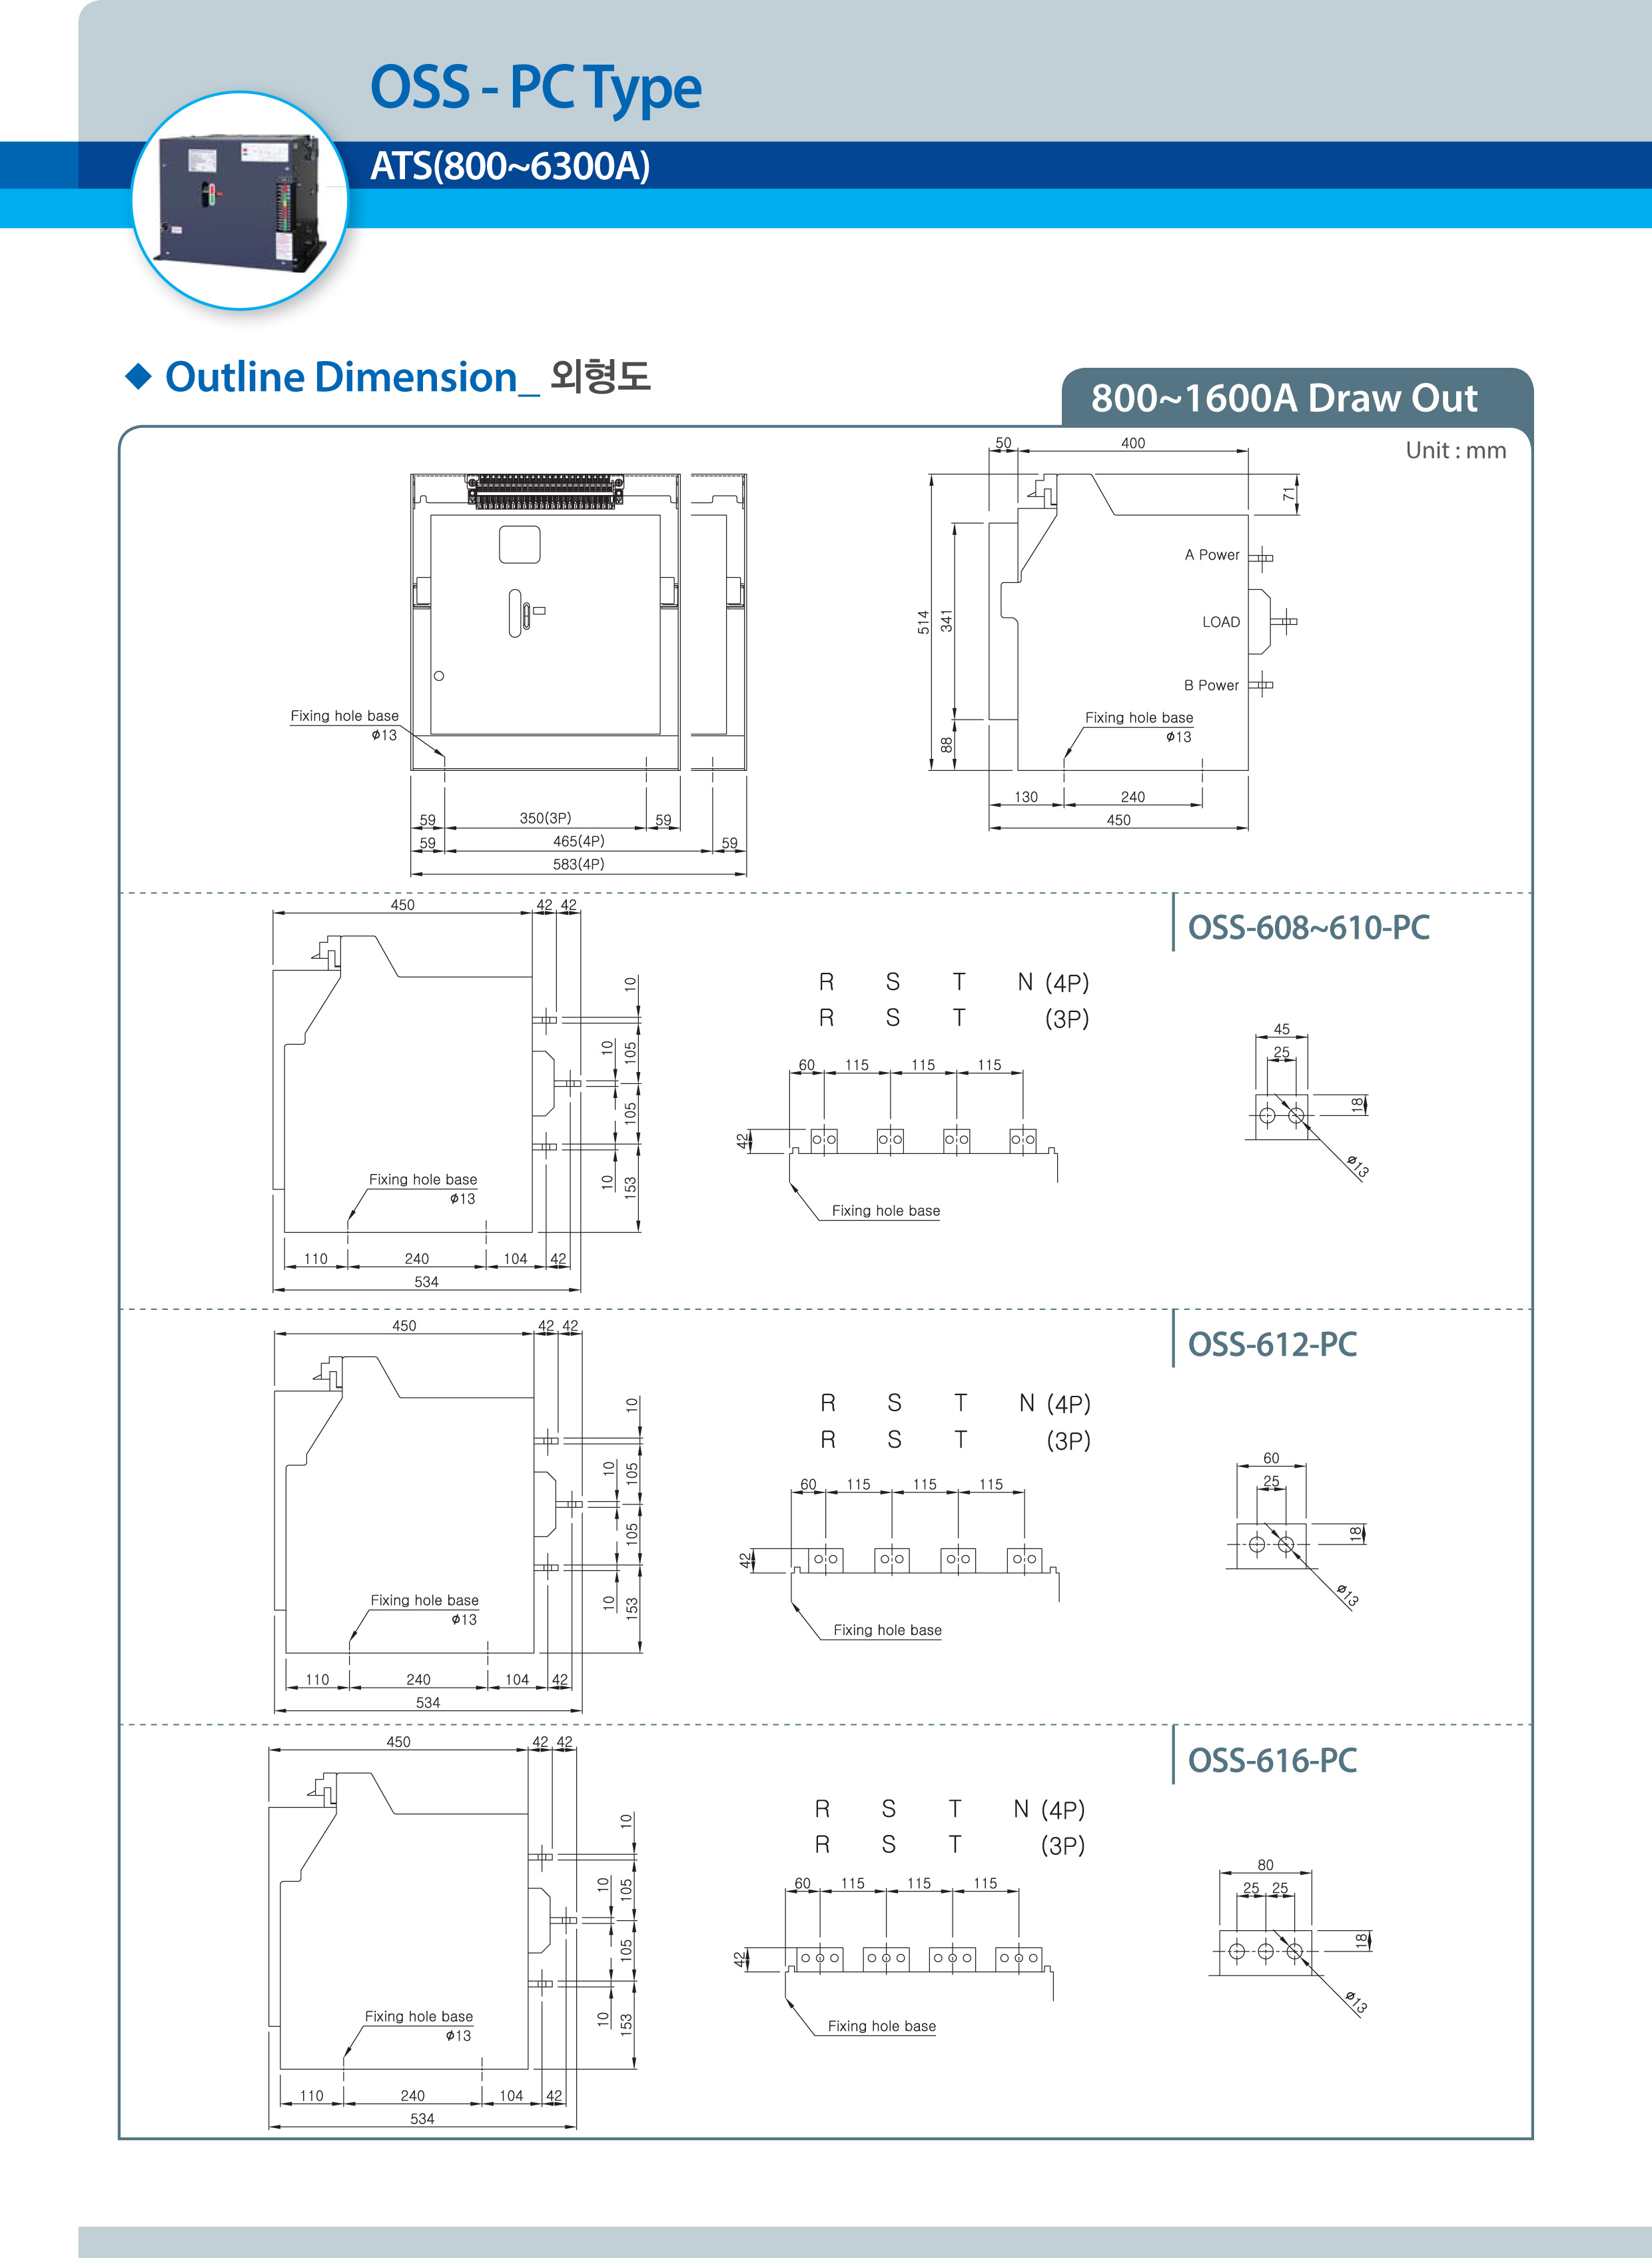 OSS - PC Type
ATS(800~6300A)
◆ Outline Dimension_ 외형도
800~1600A Draw Out
Unit : mm
50 400
71
A Power
LOAD
B Power
514
341
88
Fixing hole base
ϕ13
Fixing hole base
ϕ13
130 240
450
59 350(3P) 59
59 465(4P) 59
583(4P)
OSS-608~610-PC
450 42 42
10
10
105
105
10
153
Fixing hole base
ϕ13
110 240 104 42
534
R S T N (4P)
R S T (3P)
60 115 115 115
42
Fixing hole base
45
25
18
ϕ13
OSS-612-PC
450 42 42
10
10
105
105
10
153
Fixing hole base
ϕ13
110 240 104 42
534
R S T N (4P)
R S T (3P)
60 115 115 115
42
Fixing hole base
60
25
18
ϕ13
OSS-616-PC
450 42 42
10
10
105
105
10
153
Fixing hole base
ϕ13
110 240 104 42
534
R S T N (4P)
R S T (3P)
60 115 115 115
42
Fixing hole base
80
25 25
18
ϕ13